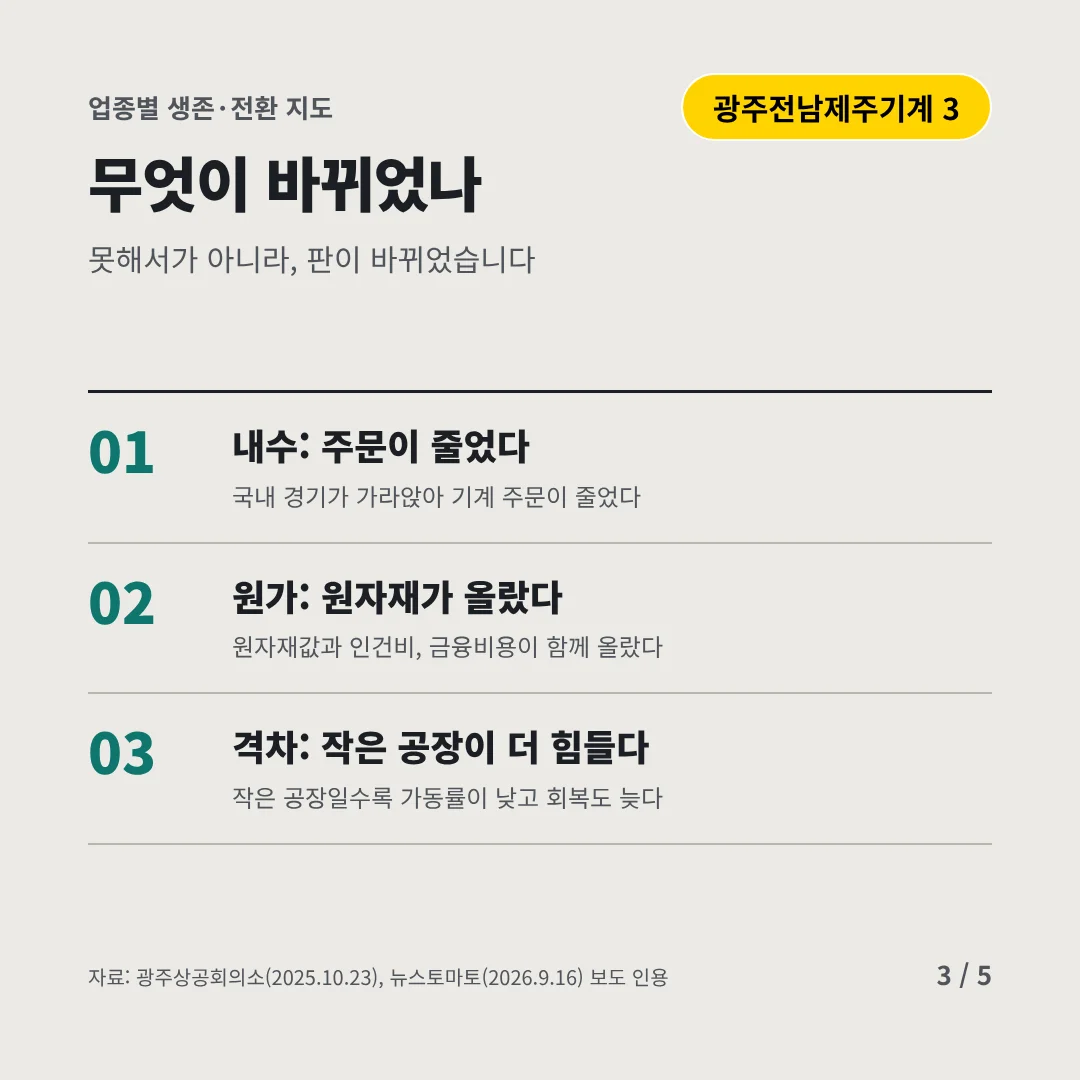 업종별 생존·전환 지도
광주전남제주기계 3
무엇이 바뀌었나
못해서가 아니라, 판이 바뀌었습니다
01
내수: 주문이 줄었다
국내 경기가 가라앉아 기계 주문이 줄었다
02
원가: 원자재가 올랐다
원자재값과 인건비, 금융비용이 함께 올랐다
03
격차: 작은 공장이 더 힘들다
작은 공장일수록 가동률이 낮고 회복도 늦다
자료: 광주상공회의소(2025.10.23), 뉴스토마토(2026.9.16) 보도 인용
3 / 5